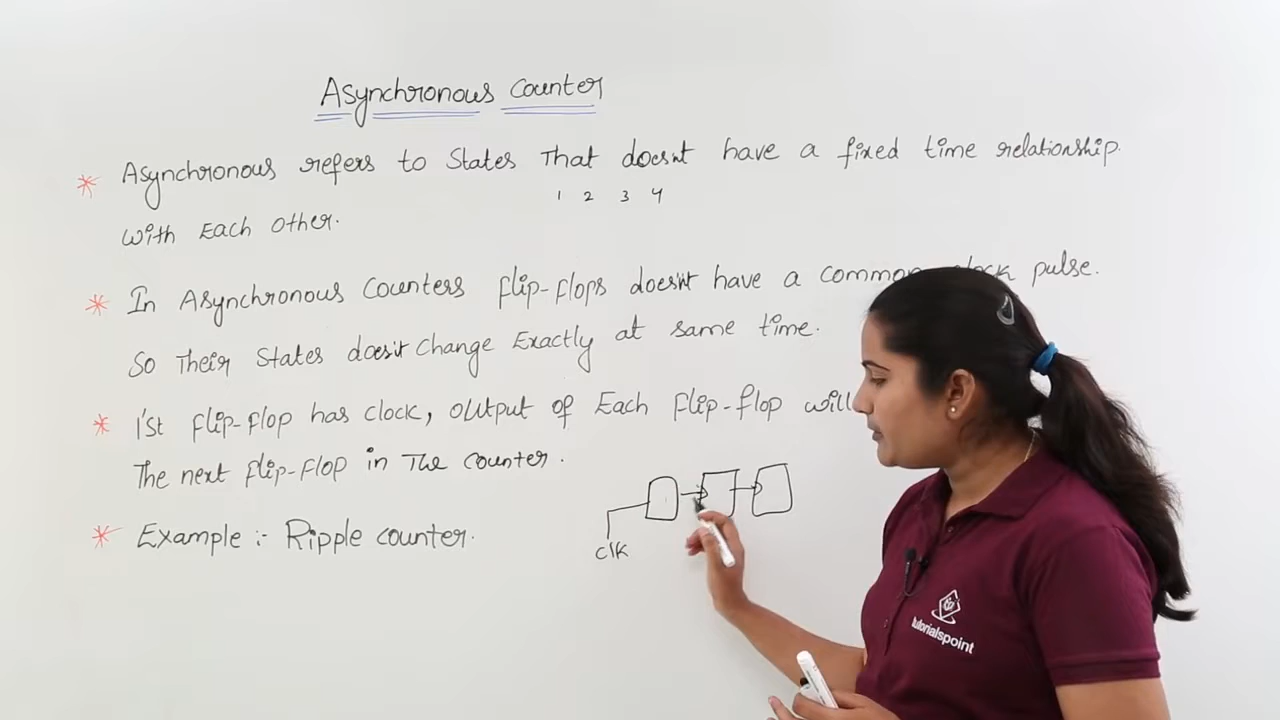 Asynchronous Counter
* Asynchronous refers to States That doesn't have a fixed time relationship.
1 2 3 4
with Each Other.
* In Asynchronous Counters flip-flops doesn't have a common clock pulse.
So Their States doesn't change Exactly at same time.
* 1'st flip-flop has clock, output of Each flip-flop will
The next flip-flop in The counter.
* Example :- Ripple counter.
clk
tutorialspoint